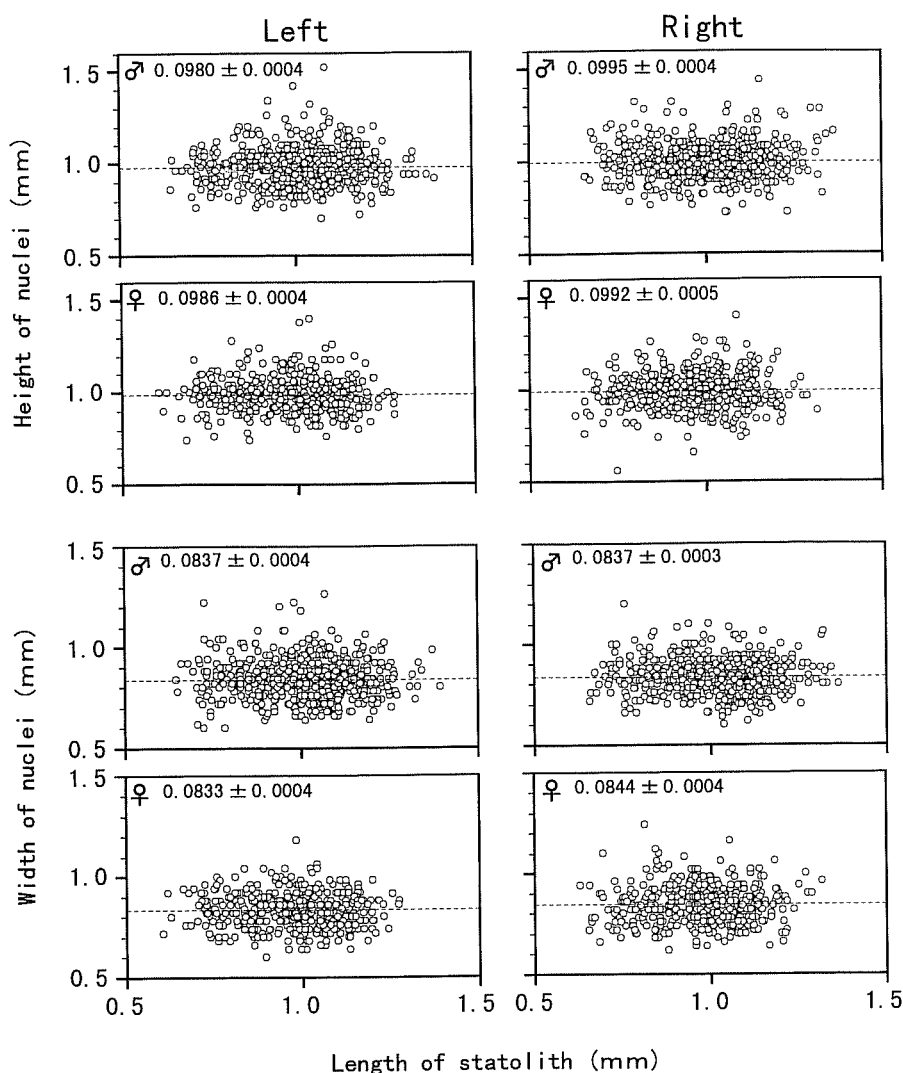 Left Right
♂ 0.0980 ± 0.0004 ♂ 0.0995 ± 0.0004
1.5
1.0
0.5
♀ 0.0986 ± 0.0004 ♀ 0.0992 ± 0.0005
1.5
1.0
0.5
Height of nuclei (mm)
1.5
♂ 0.0837 ± 0.0004 ♂ 0.0837 ± 0.0003
1.0
0.5
1.5
♀ 0.0833 ± 0.0004 ♀ 0.0844 ± 0.0004
1.0
0.5
Width of nuclei (mm)
0.5 1.0 1.5 0.5 1.0 1.5
Length of statolith (mm)